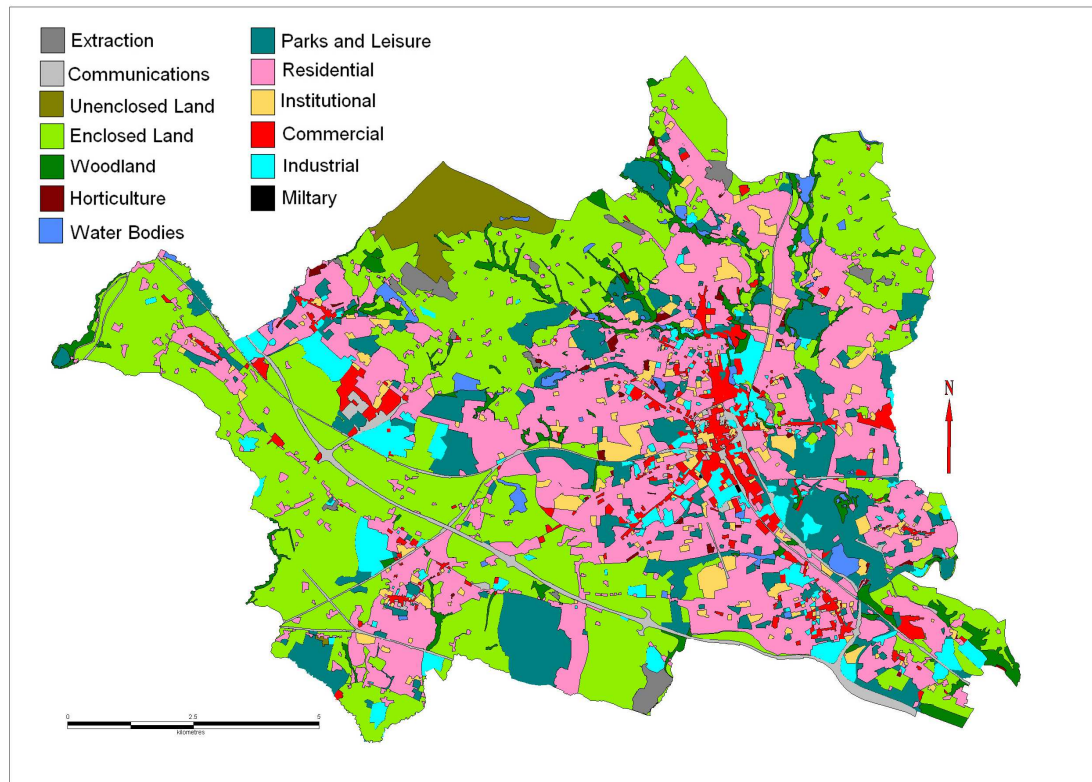 Extraction
Communications
Unenclosed Land
Enclosed Land
Woodland
Horticulture
Water Bodies
Parks and Leisure
Residential
Institutional
Commercial
Industrial
Miltary
N
0 2.5 5
kilometres